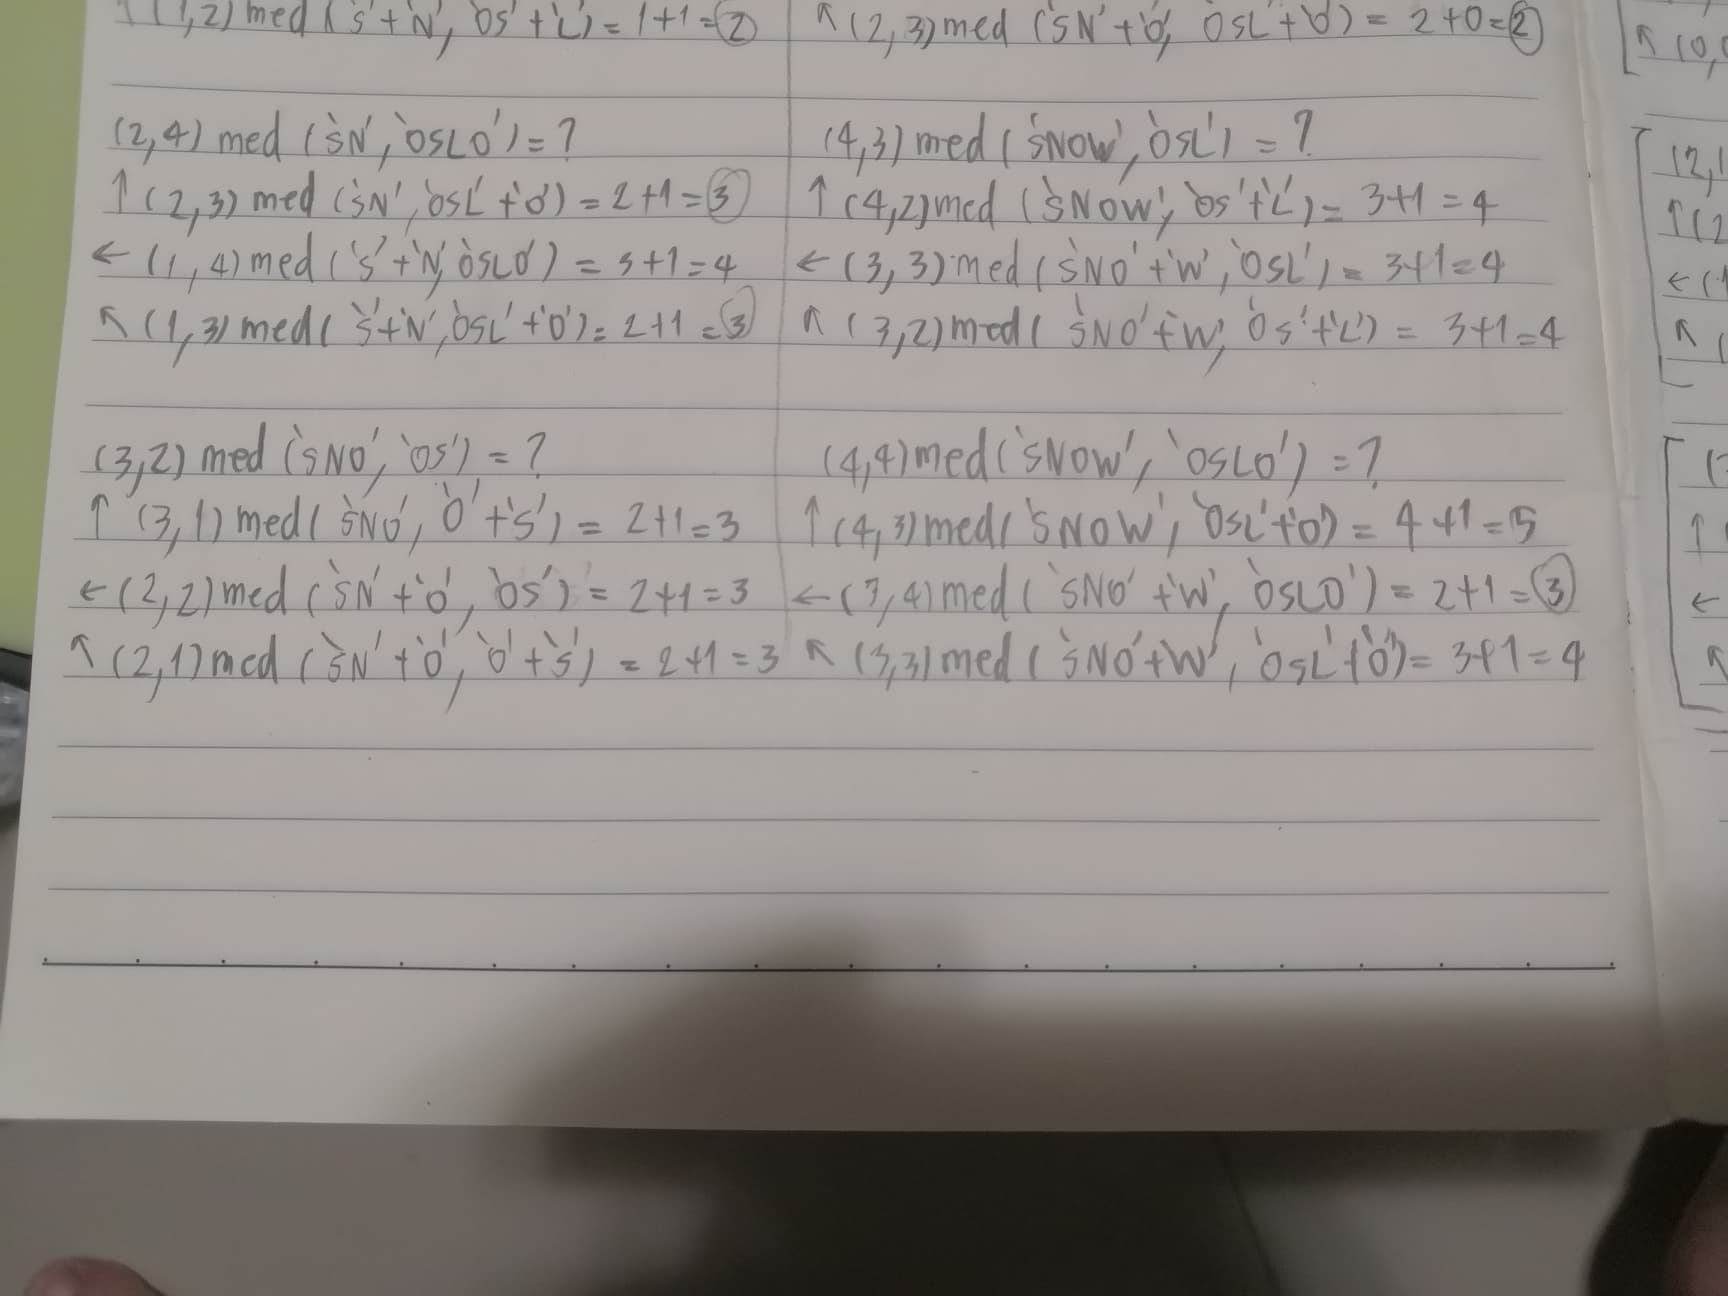 ↑ (1,2) med (`S'+`N', `OS'+`L') = 1+1=2
(2,4) med (`SN', `OSLO') = ?
↑ (2,3) med (`SN', `OSL'+`O') = 2+1=3
← (1,4) med (`S'+`N', `OSLO') = 3+1=4
↖ (1,3) med (`S'+`N', `OSL'+`O') = 2+1=3
(3,2) med (`SNO', `OS') = ?
↑ (3,1) med (`SNO', `O'+`S') = 2+1=3
← (2,2) med (`SN'+`O', `OS') = 2+1=3
↖ (2,1) med (`SN'+`O', `O'+`S') = 2+1=3
↖ (2,3) med (`SN'+`O', `OSL'+`O') = 2+0=2
(4,3) med (`SNOW', `OSL') = ?
↑ (4,2) med (`SNOW', `OS'+`L') = 3+1=4
← (3,3) med (`SNO'+`W', `OSL') = 3+1=4
↖ (3,2) med (`SNO'+`W', `OS'+`L') = 3+1=4
(4,4) med (`SNOW', `OSLO') = ?
↑ (4,3) med (`SNOW', `OSL'+`O') = 4+1=5
← (3,4) med (`SNO'+`W', `OSLO') = 2+1=3
↖ (3,3) med (`SNO'+`W', `OSL'+`O') = 3+1=4
↖ (0,
(2,1
↑ (2
← (1
↖ (
↑
←
↖